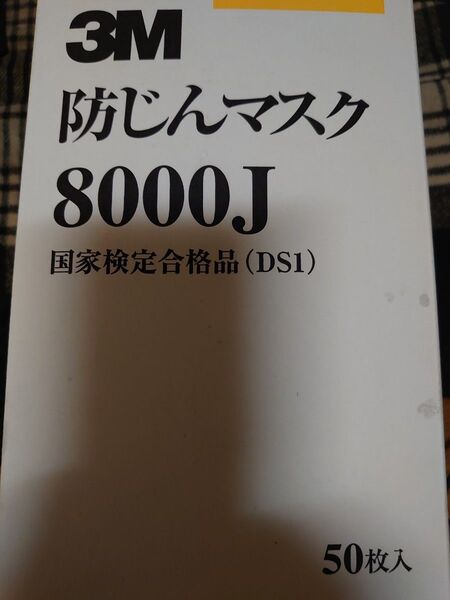 3M
防じんマスク
8000J
国家検定合格品(DS1)
50枚入